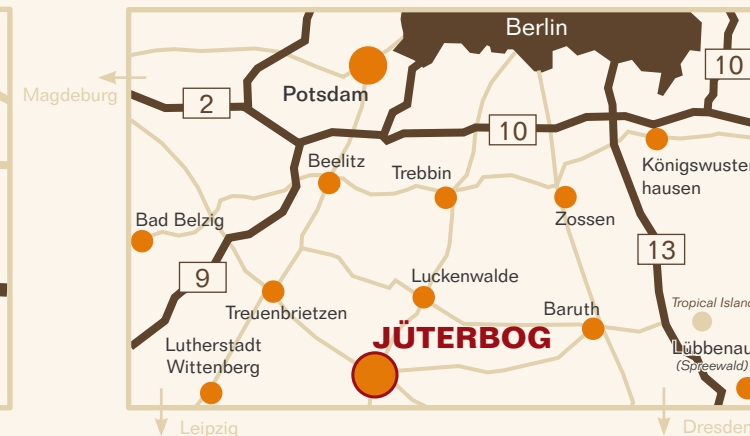 Berlin
10
Magdeburg
Potsdam
2
10
Beelitz
Trebbin
Königswuster
hausen
Bad Belzig
Zossen
13
9
Luckenwalde
Treuenbrietzen
Baruth
Tropical Island
JÜTERBOG
Lutherstadt
Wittenberg
Lübbenau
(Spreewald)
Leipzig
Dresden